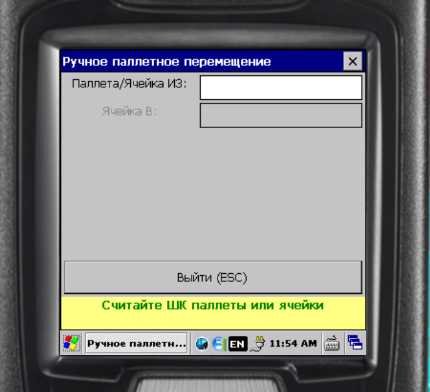 Ручное паллетное перемещение
Паллета/Ячейка ИЗ:
Ячейка В:
Выйти (ESC)
Считайте ШК паллеты или ячейки
Ручное паллетн... EN 11:54 AM